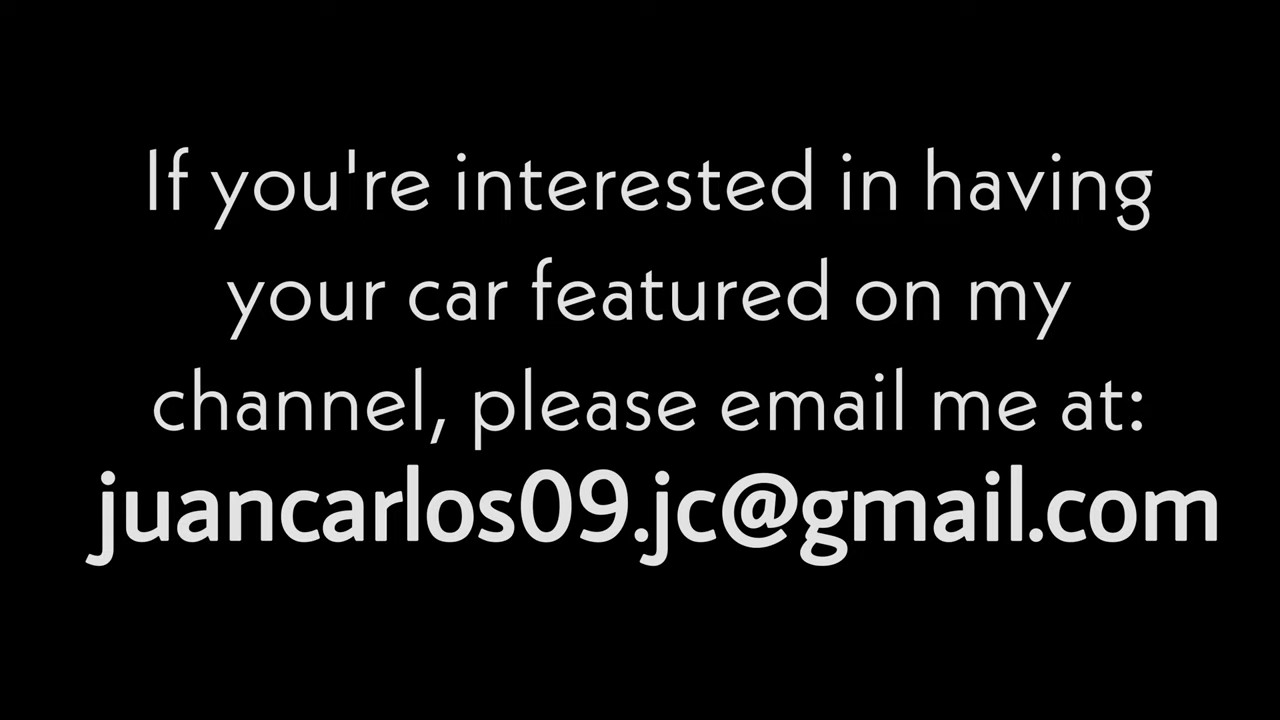 If you're interested in having
your car featured on my
channel, please email me at:
juancarlos09.jc@gmail.com